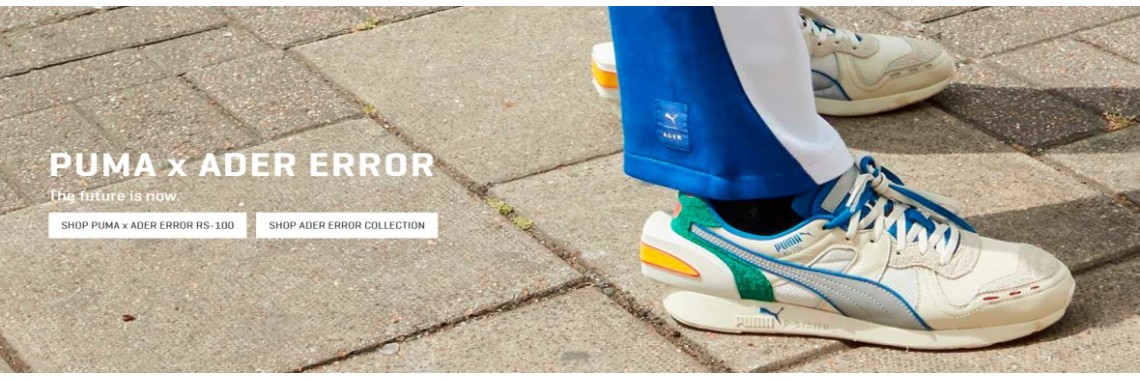 PUMA x ADER ERROR
The future is now.
SHOP PUMA x ADER ERROR RS-100
SHOP ADER ERROR COLLECTION
ADER
PUMA
PUMA R-SYSTEM